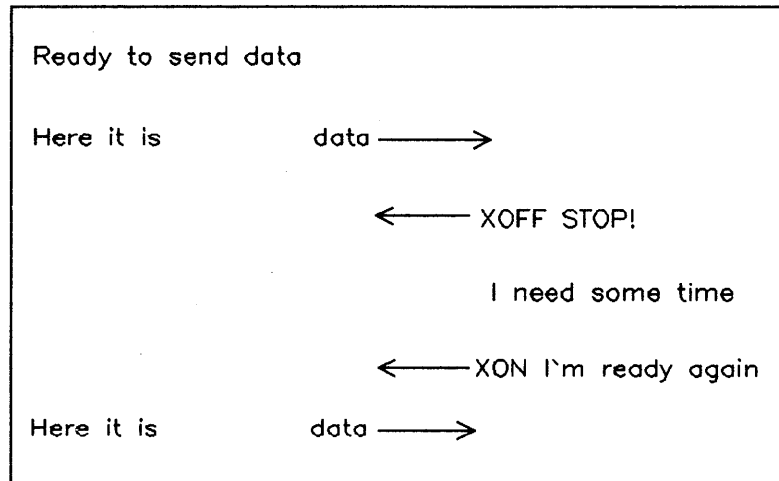 Ready to send data
Here it is data
XOFF STOP!
I need some time
XON I`m ready again
Here it is data